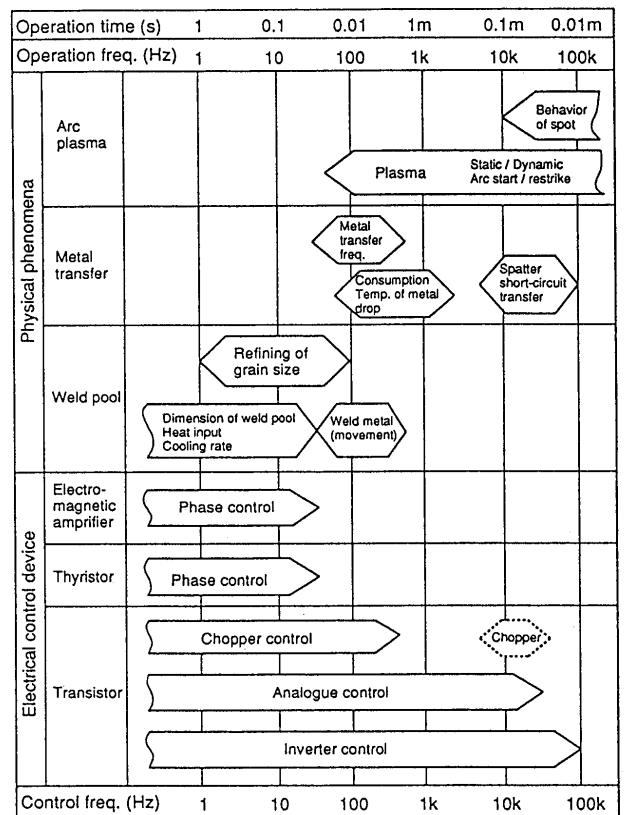 Operation time (s) 1 0.1 0.01 1m 0.1m 0.01m
Operation freq. (Hz) 1 10 100 1k 10k 100k
Physical phenomena
Arc
plasma
Behavior
of spot
Plasma
Static / Dynamic
Arc start / restrike
Metal
transfer
Metal
transfer
freq.
Consumption
Temp. of metal
drop
Spatter
short-circuit
transfer
Weld pool
Refining of
grain size
Dimension of weld pool
Heat input
Cooling rate
Weld metal
(movement)
Electrical control device
Electro-
magnetic
amprifier
Phase control
Thyristor
Phase control
Transistor
Chopper control
Chopper
Analogue control
Inverter control
Control freq. (Hz) 1 10 100 1k 10k 100k